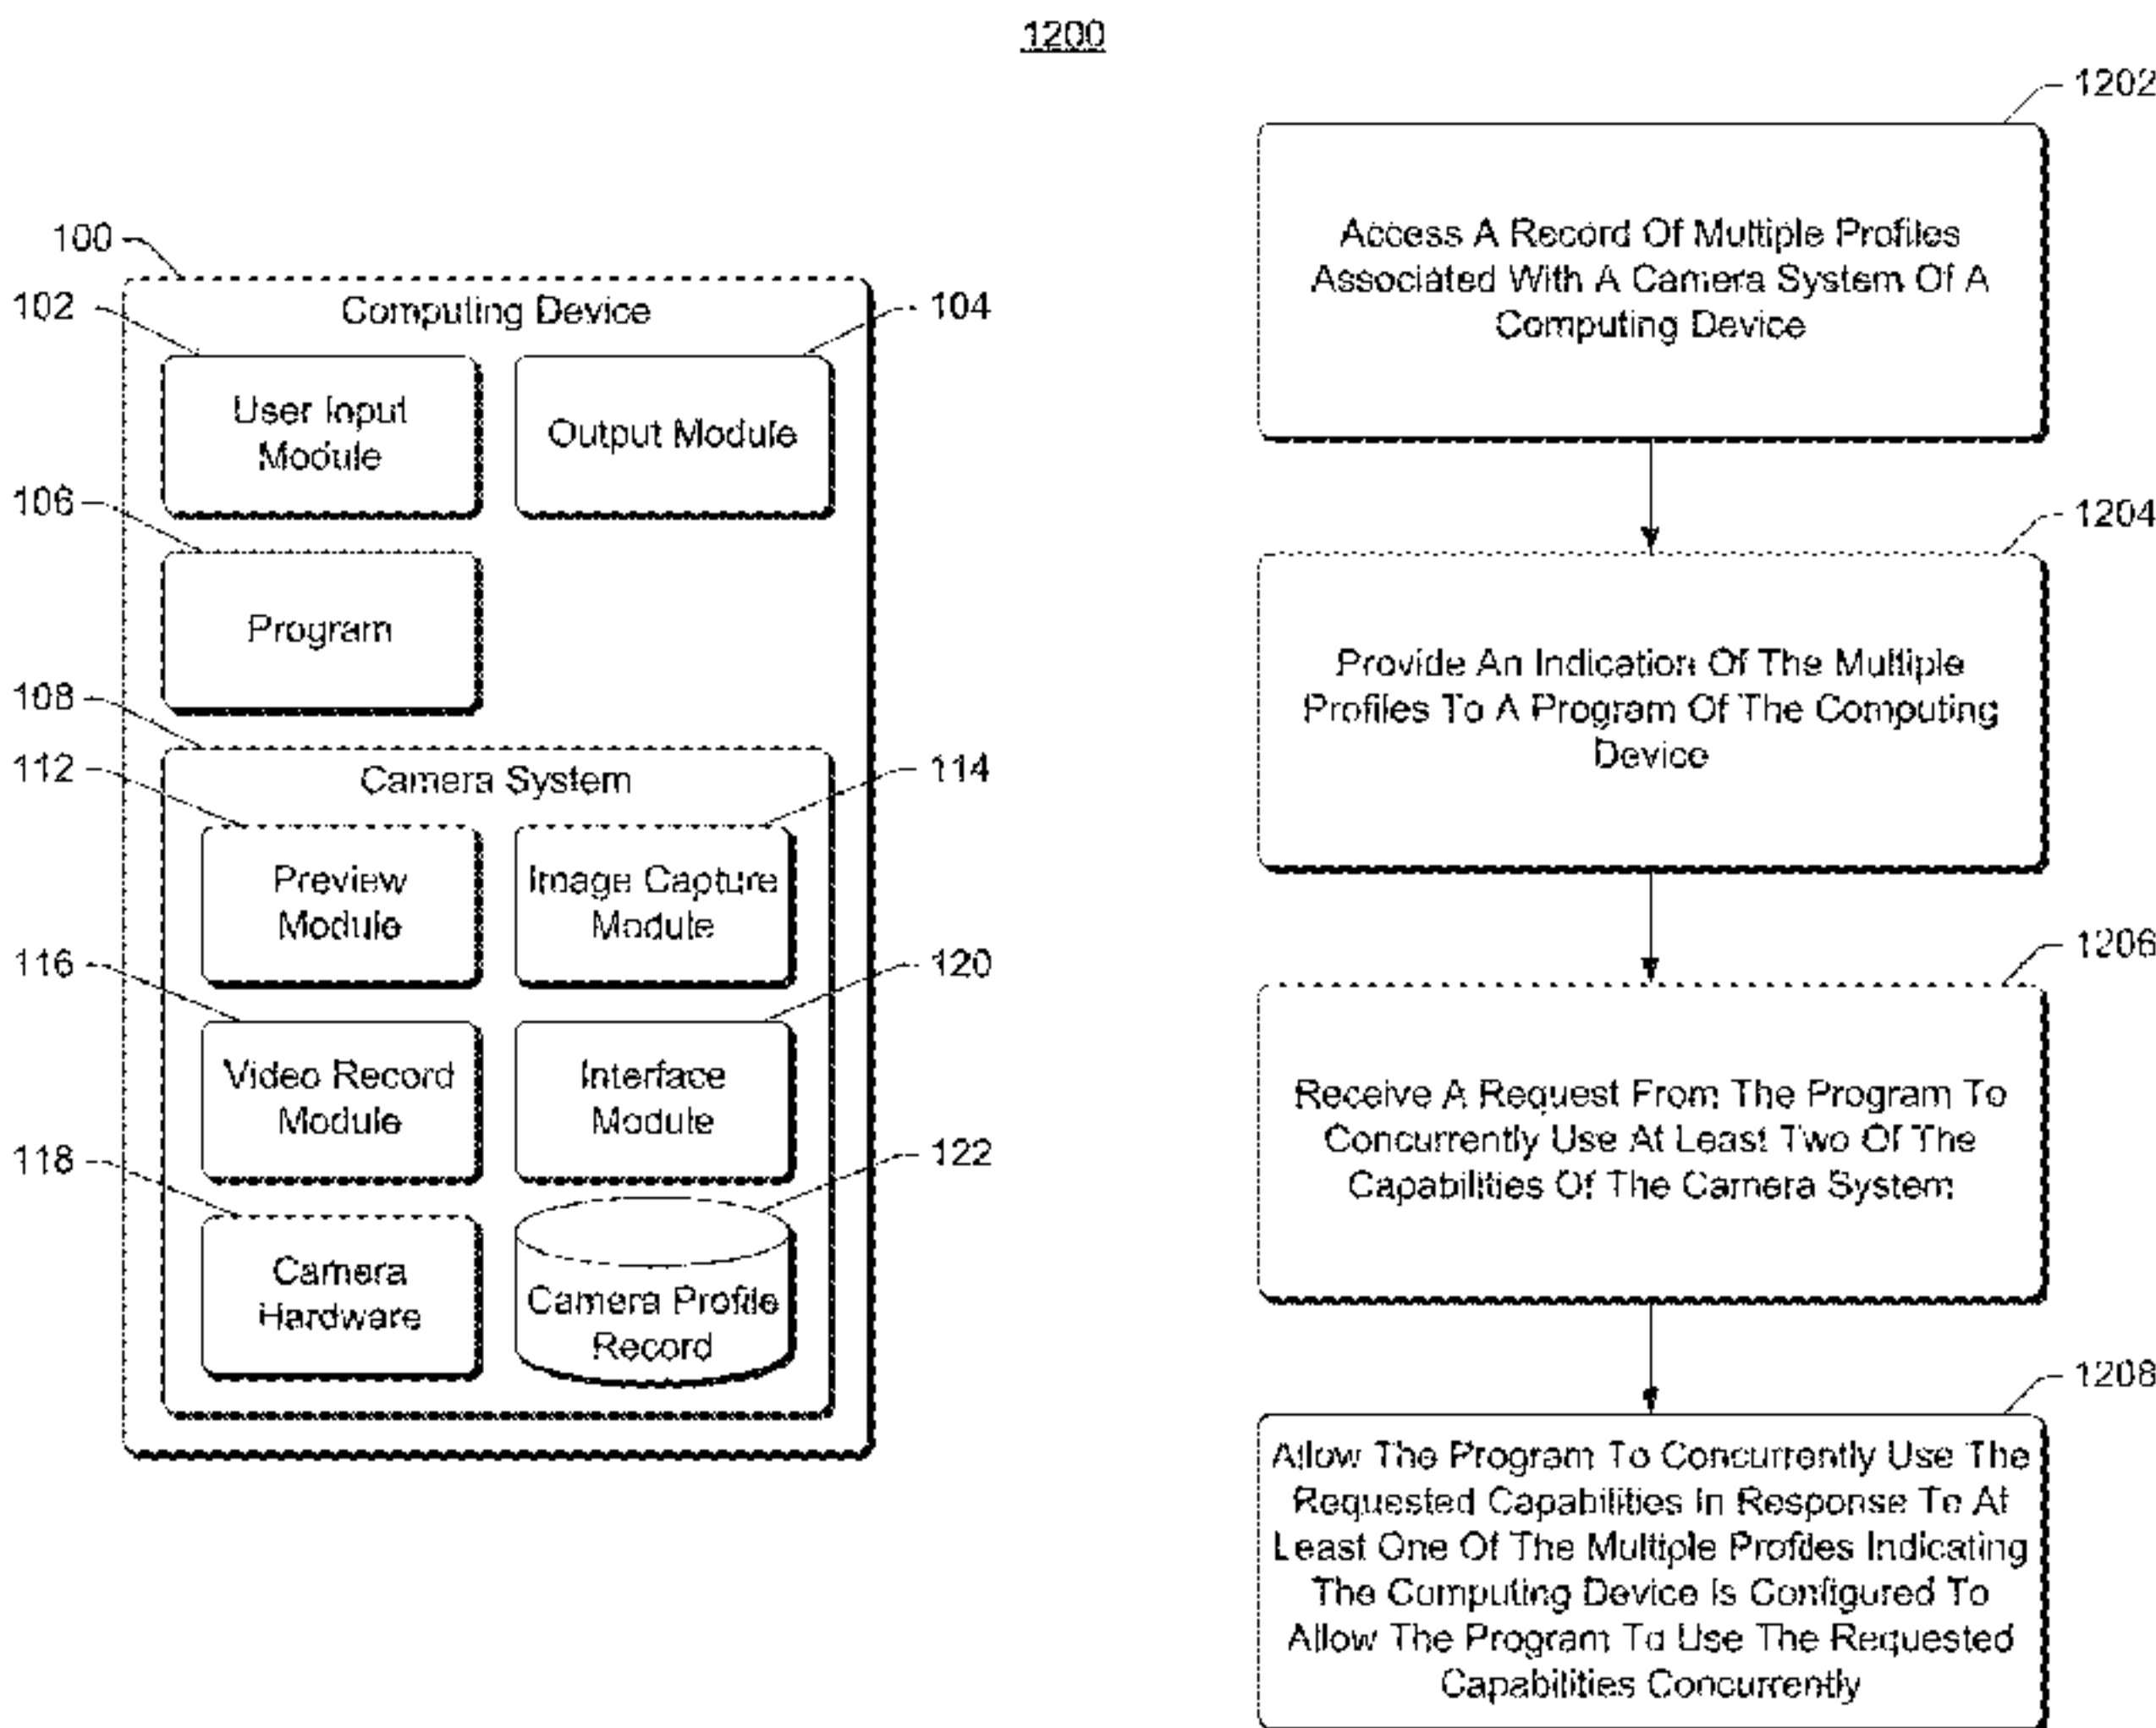 1200
100
Computing Device
102
104
User Input
Module
Output Module
106
Program
108
Camera System
112
114
Preview
Module
Image Capture
Module
116
120
Video Record
Module
Interface
Module
118
122
Camera
Hardware
Camera Profile
Record
1202
Access A Record Of Multiple Profiles
Associated With A Camera System Of A
Computing Device
1204
Provide An Indication Of The Multiple
Profiles To A Program Of The Computing
Device
1206
Receive A Request From The Program To
Concurrently Use At Least Two Of The
Capabilities Of The Camera System
1208
Allow The Program To Concurrently Use The
Requested Capabilities In Response To At
Least One Of The Multiple Profiles Indicating
The Computing Device Is Configured To
Allow The Program To Use The Requested
Capabilities Concurrently